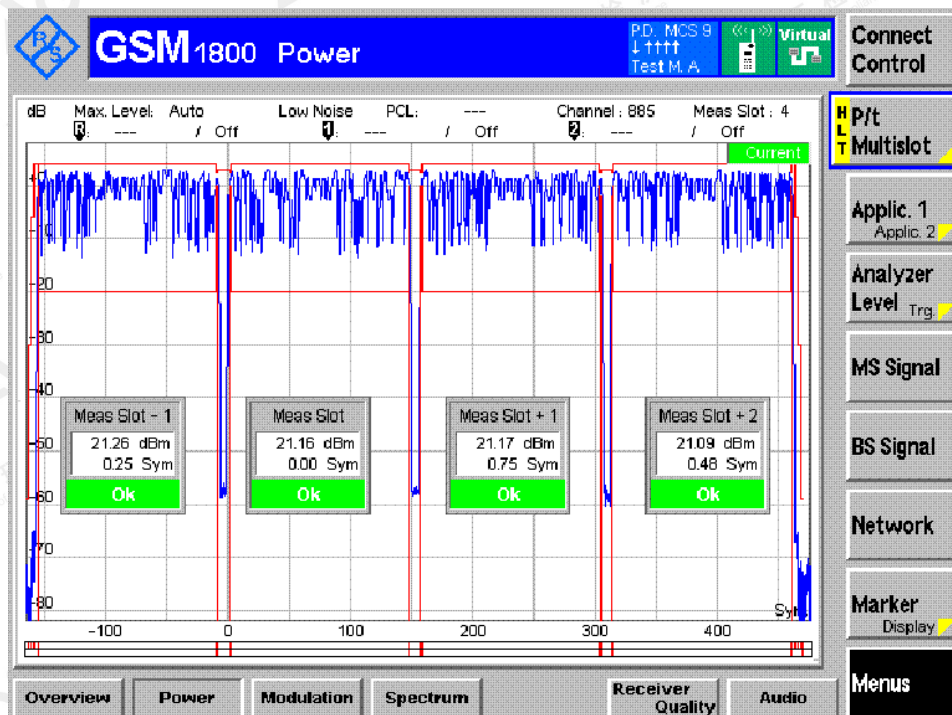 R&S
GSM 1800 Power
P.D. MCS 9
↓ ↑↑↑↑
Test M. A.
Virtual
Connect
Control
dB Max. Level: Auto Low Noise PCL: --- Channel : 885 Meas Slot : 4
R: --- / Off 1: --- / Off 2: --- / Off
HLT
P/t
Multislot
Current
Applic. 1
Applic. 2
Analyzer
Level Trg.
MS Signal
BS Signal
Network
Marker
Display
Menus
-10
-20
-30
-40
-50
-60
-70
-80
Meas Slot - 1
21.26 dBm
0.25 Sym
Ok
Meas Slot
21.16 dBm
0.00 Sym
Ok
Meas Slot + 1
21.17 dBm
0.75 Sym
Ok
Meas Slot + 2
21.09 dBm
0.48 Sym
Ok
-100 0 100 200 300 400
Overview Power Modulation Spectrum Receiver Quality Audio